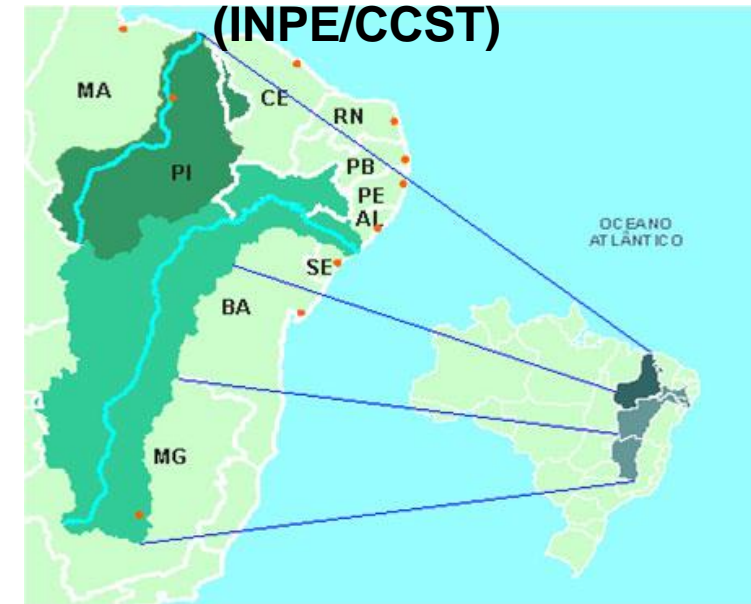 (INPE/CCST)
MA
CE
RN
PI
PB
PE
AL
SE
BA
MG
OCEANO
ATLÂNTICO